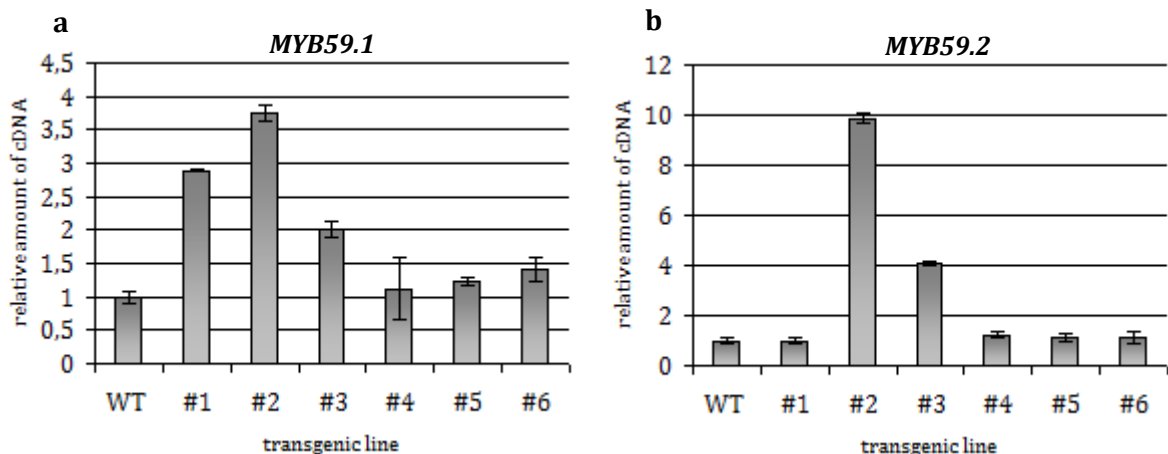 a
MYB59.1
relative amount of cDNA
4,5
4
3,5
3
2,5
2
1,5
1
0,5
0
WT #1 #2 #3 #4 #5 #6
transgenic line
b
MYB59.2
relative amount of cDNA
12
10
8
6
4
2
0
WT #1 #2 #3 #4 #5 #6
transgenic line